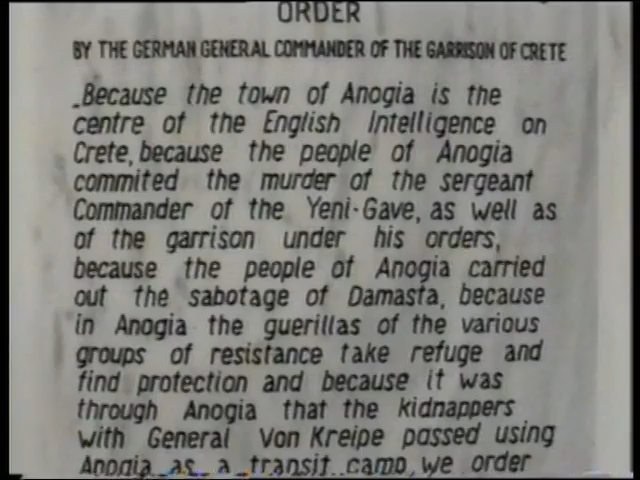 ORDER
BY THE GERMAN GENERAL COMMANDER OF THE GARRISON OF CRETE
„Because the town of Anogia is the
centre of the English Intelligence on
Crete, because the people of Anogia
commited the murder of the sergeant
Commander of the Yeni-Gave, as well as
of the garrison under his orders,
because the people of Anogia carried
out the sabotage of Damasta, because
in Anogia the guerillas of the various
groups of resistance take refuge and
find protection and because it was
through Anogia that the kidnappers
with General Von Kreipe passed using
Anogia as a transit camp, we order